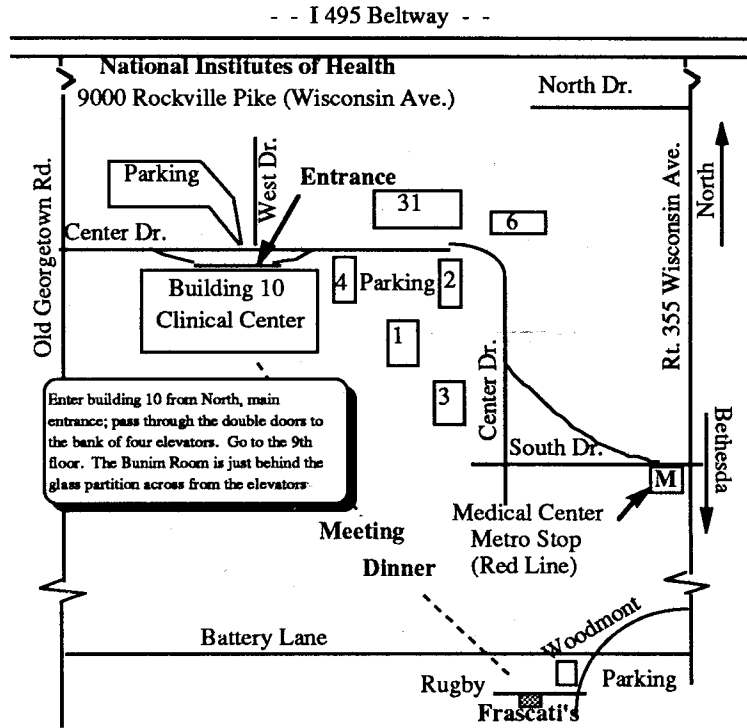 - - I 495 Beltway - -
National Institutes of Health
9000 Rockville Pike (Wisconsin Ave.)
North Dr.
Old Georgetown Rd.
Parking
West Dr.
Entrance
31
6
Rt. 355 Wisconsin Ave.
North
Center Dr.
Building 10
Clinical Center
4
Parking
2
1
3
Center Dr.
Enter building 10 from North, main
entrance; pass through the double doors to
the bank of four elevators. Go to the 9th
floor. The Bunim Room is just behind the
glass partition across from the elevators
South Dr.
M
Bethesda
Medical Center
Metro Stop
(Red Line)
Meeting
Dinner
Battery Lane
Woodmont
Rugby
Parking
Frascati's